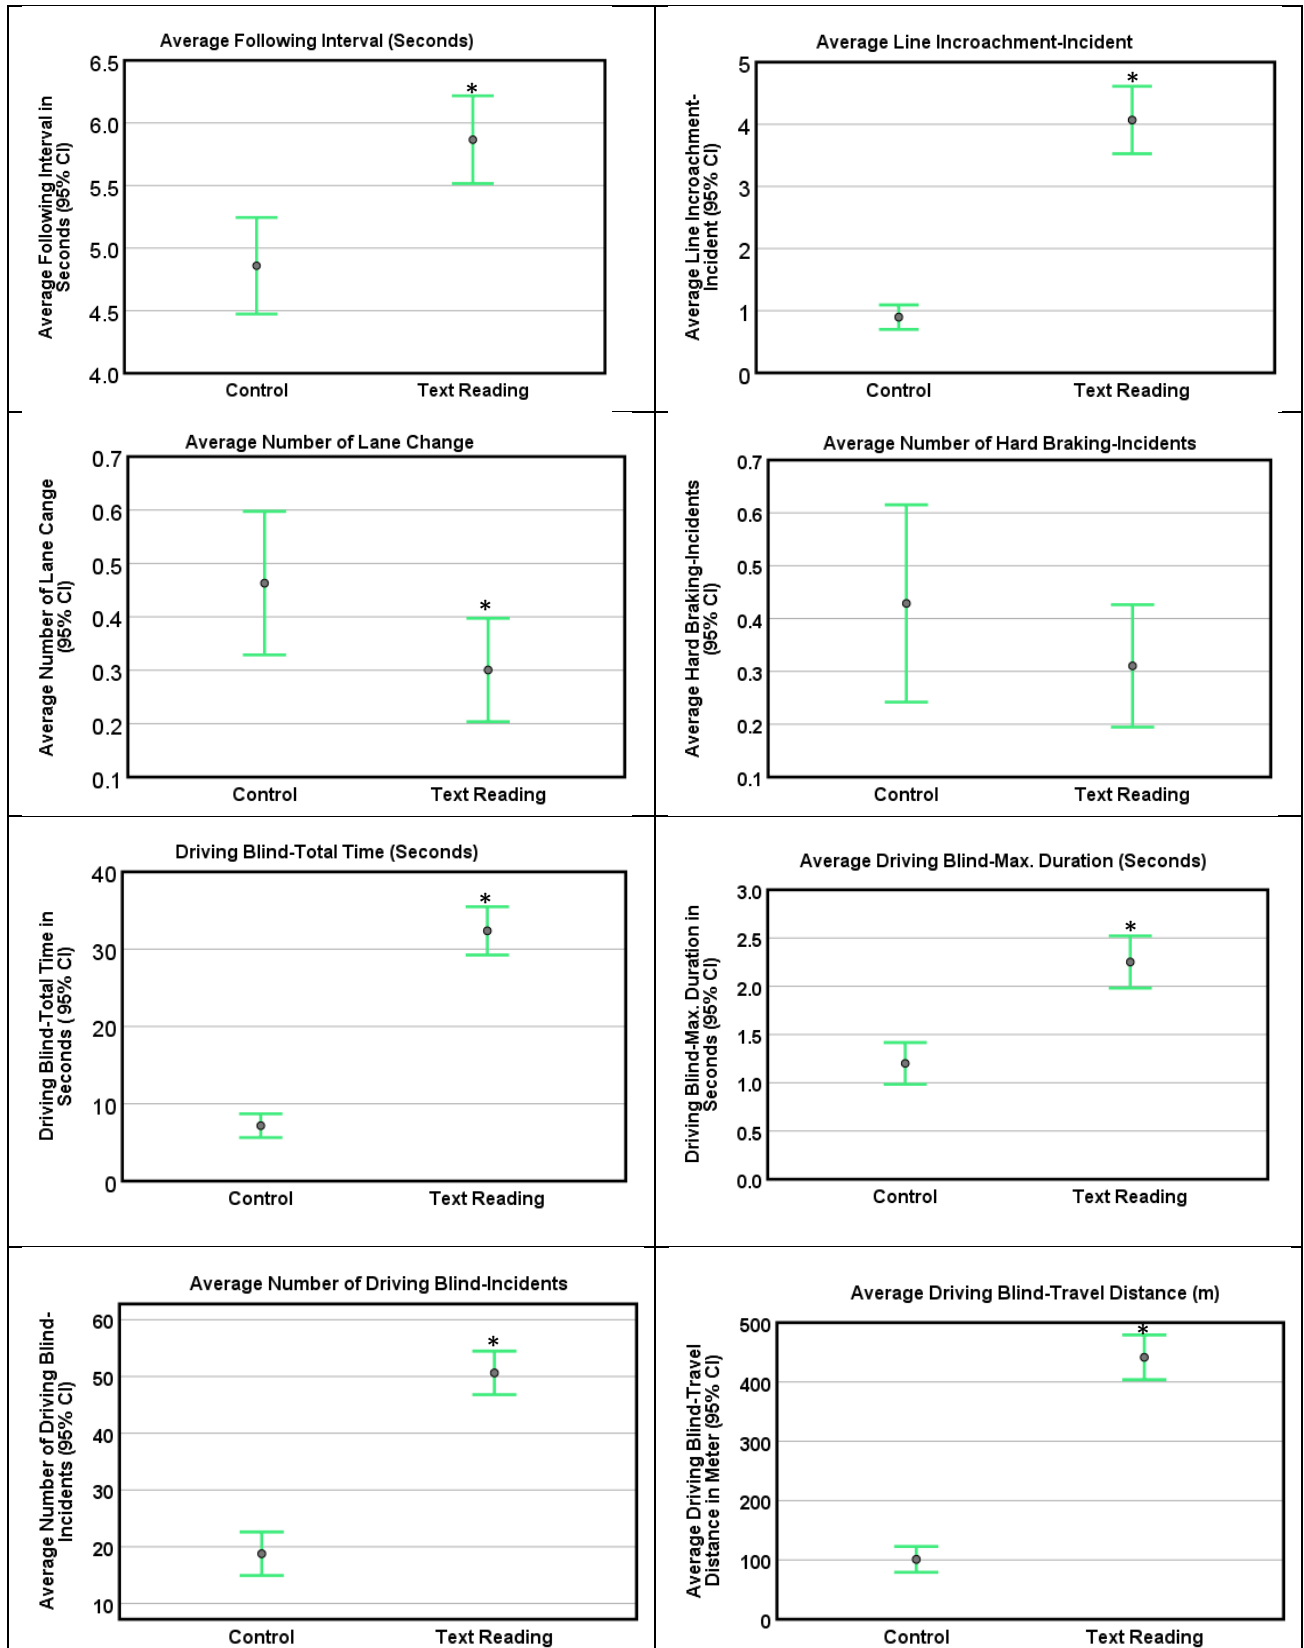 Average Following Interval (Seconds)
Average Following Interval in
Seconds (95% CI)
6.5
6.0
5.5
5.0
4.5
4.0
*
Control
Text Reading
Average Line Incroachment-Incident
Average Line Incroachment-
Incident (95% CI)
5
4
3
2
1
0
*
Control
Text Reading
Average Number of Lane Change
Average Number of Lane Cange
(95% CI)
0.7
0.6
0.5
0.4
0.3
0.2
0.1
*
Control
Text Reading
Average Number of Hard Braking-Incidents
Average Hard Braking-Incidents
(95% CI)
0.7
0.6
0.5
0.4
0.3
0.2
0.1
Control
Text Reading
Driving Blind-Total Time (Seconds)
Driving Blind-Total Time in
Seconds ( 95% CI)
40
30
20
10
0
*
Control
Text Reading
Average Driving Blind-Max. Duration (Seconds)
Driving Blind-Max. Duration in
Seconds (95% CI)
3.0
2.5
2.0
1.5
1.0
0.5
0.0
*
Control
Text Reading
Average Number of Driving Blind-Incidents
Average Number of Driving Blind-
Incidents (95% CI)
60
50
40
30
20
10
*
Control
Text Reading
Average Driving Blind-Travel Distance (m)
Average Driving Blind-Travel
Distance in Meter (95% CI)
500
400
300
200
100
0
*
Control
Text Reading